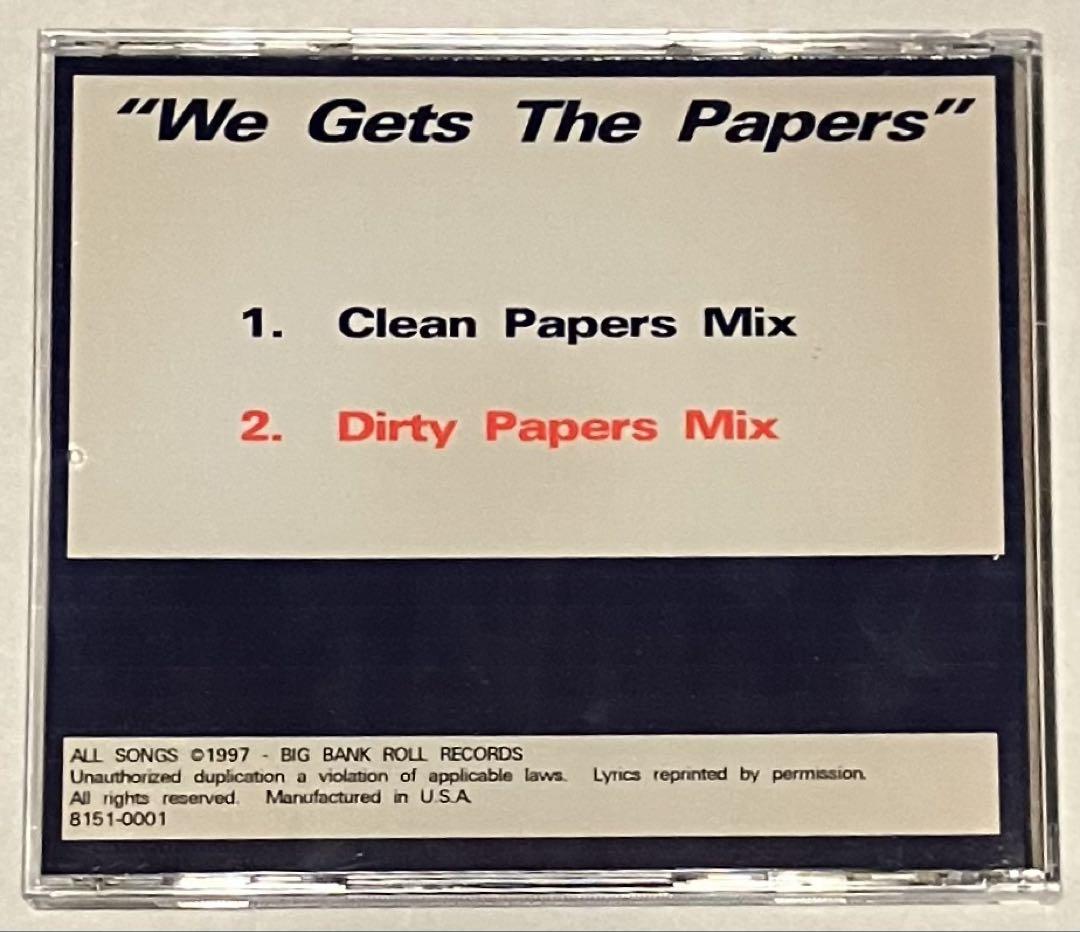 "We Gets The Papers"
1. Clean Papers Mix
2. Dirty Papers Mix
ALL SONGS ©1997 - BIG BANK ROLL RECORDS
Unauthorized duplication a violation of applicable laws. Lyrics reprinted by permission.
All rights reserved. Manufactured in U.S.A
8151-0001